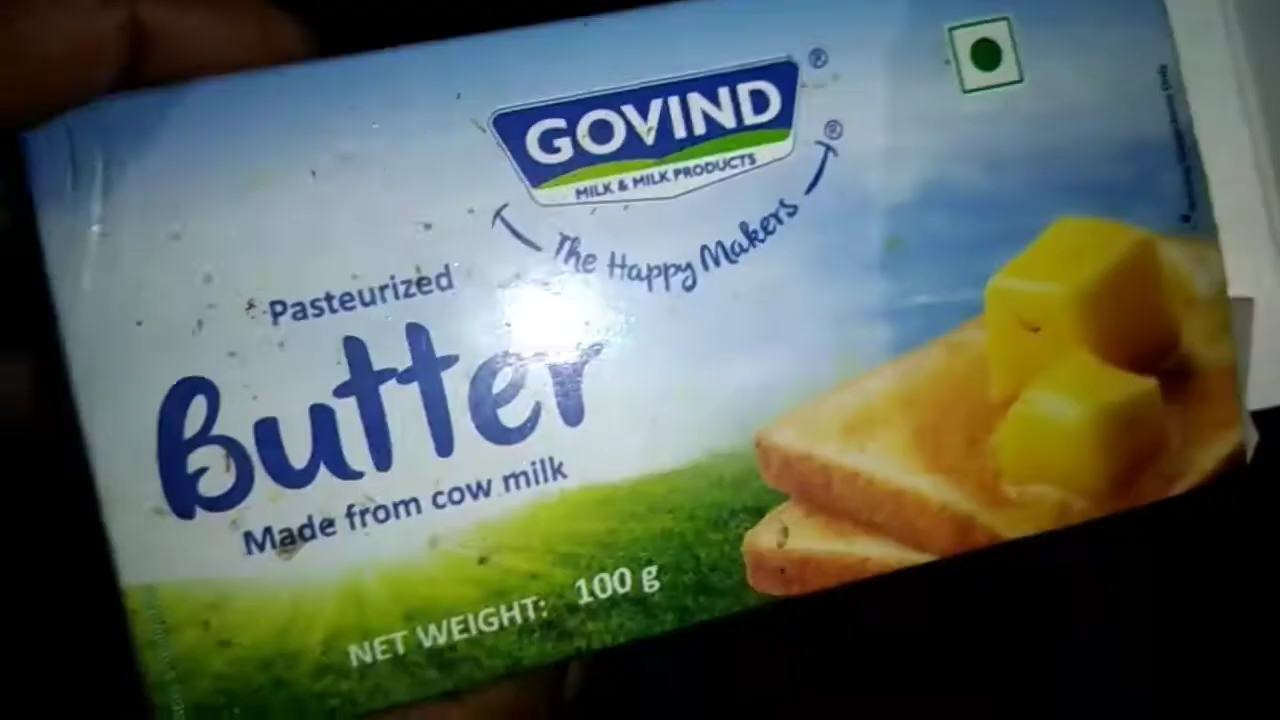 GOVIND
®
MILK & MILK PRODUCTS
The Happy Makers
®
Pasteurized
Butter
Made from cow milk
NET WEIGHT: 100 g